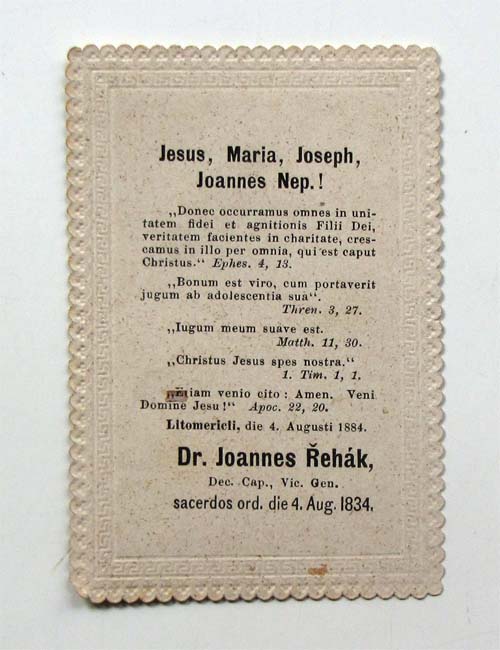 Jesus, Maria, Joseph,
Joannes Nep.!
„Donec occurramus omnes in uni-
tatem fidei et agnitionis Filii Dei,
veritatem facientes in charitate, cres-
camus in illo per omnia, qui est caput
Christus.“ Ephes. 4, 13.
„Bonum est viro, cum portaverit
jugum ab adolescentia sua“.
Thren. 3, 27.
„Iugum meum suave est.
Matth. 11, 30.
„Christus Jesus spes nostra.“
1. Tim. 1, 1.
venio cito: Amen. Veni
Domine Jesu!“ Apoc. 22, 20.
Litomericii, die 4. Augusti 1884.
Dr. Joannes Řehák,
Dec. Cap., Vic. Gen.
sacerdos ord. die 4. Aug. 1834.